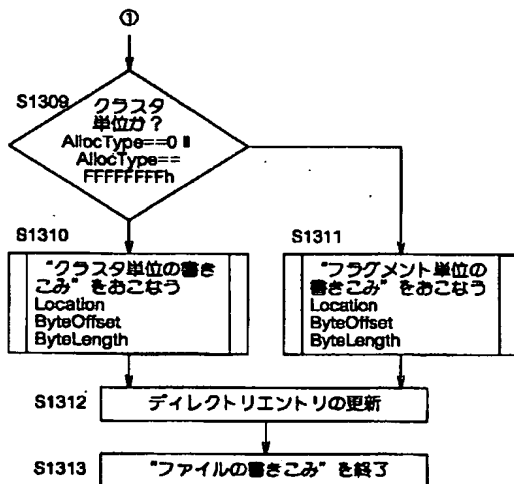 ①
S1309
クラスタ
単位か?
AllocType==0 ||
AllocType==
FFFFFFFFh
S1310
"クラスタ単位の書き
こみ"をおこなう
Location
ByteOffset
ByteLength
S1311
"フラグメント単位の
書きこみ"をおこなう
Location
ByteOffset
ByteLength
S1312
ディレクトリエントリの更新
S1313
"ファイルの書きこみ"を終了